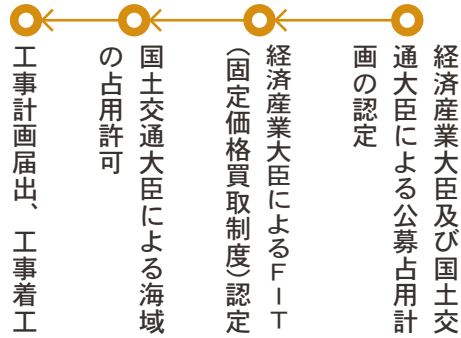 経済産業大臣及び国土交
通大臣による公募占用計
画の認定
経済産業大臣によるFIT
(固定価格買取制度)認定
国土交通大臣による海域
の占用許可
工事計画届出、工事着工